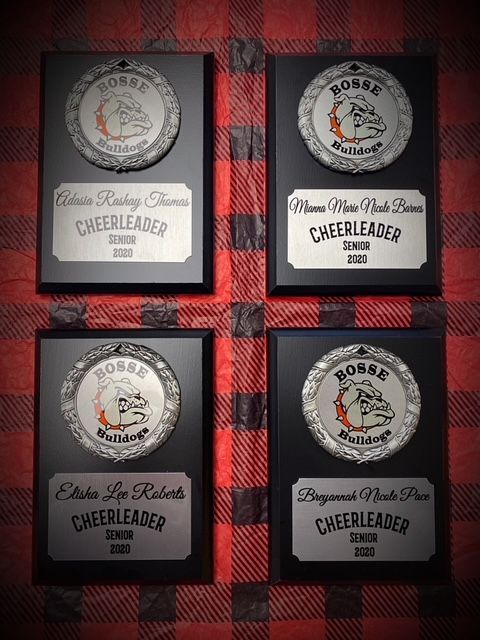 BOSSE
Bulldogs
Adasia Rashay Thomas
CHEERLEADER
SENIOR
2020
BOSSE
Bulldogs
Mianna Marie Nicole Barnes
CHEERLEADER
SENIOR
2020
BOSSE
Bulldogs
Elisha Lee Roberts
CHEERLEADER
SENIOR
2020
BOSSE
Bulldogs
Breyannah Nicole Pace
CHEERLEADER
SENIOR
2020